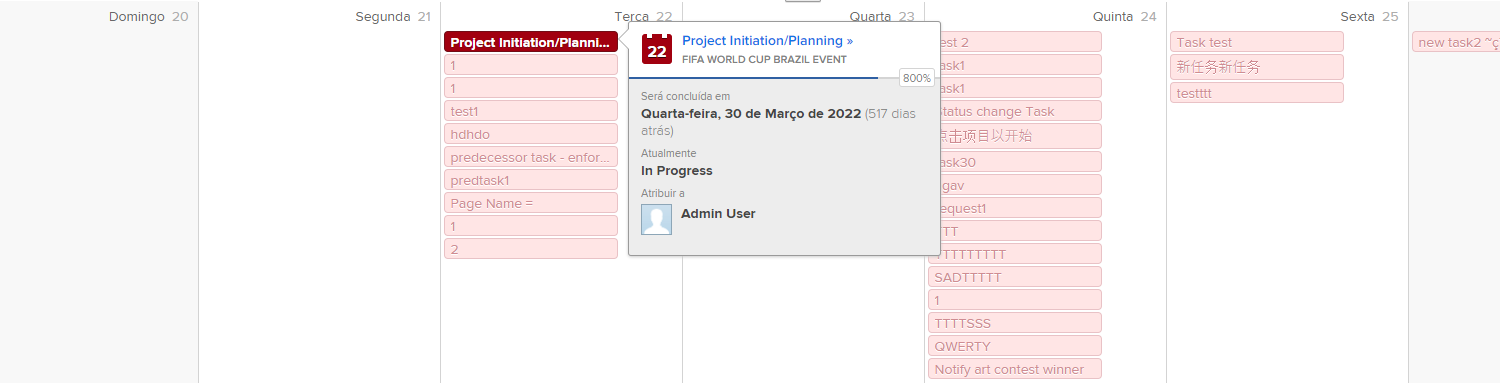 Domingo 20
Segunda 21
Terça 22
Quarta 23
Quinta 24
Sexta 25
Project Initiation/Planni...
1
1
test1
hdhdo
predecessor task - enfor...
predtask1
Page Name =
1
2
22
Project Initiation/Planning »
FIFA WORLD CUP BRAZIL EVENT
800%
Será concluída em
Quarta-feira, 30 de Março de 2022 (517 dias
atrás)
Atualmente
In Progress
Atribuir a
Admin User
est 2
ask1
ask1
tatus change Task
点击项目以开始
ask30
gav
equest1
TT
TTTTTTTTT
SADTTTTT
1
TTTTSSS
QWERTY
Notify art contest winner
Task test
新任务新任务
testttt
new task2 ~ç